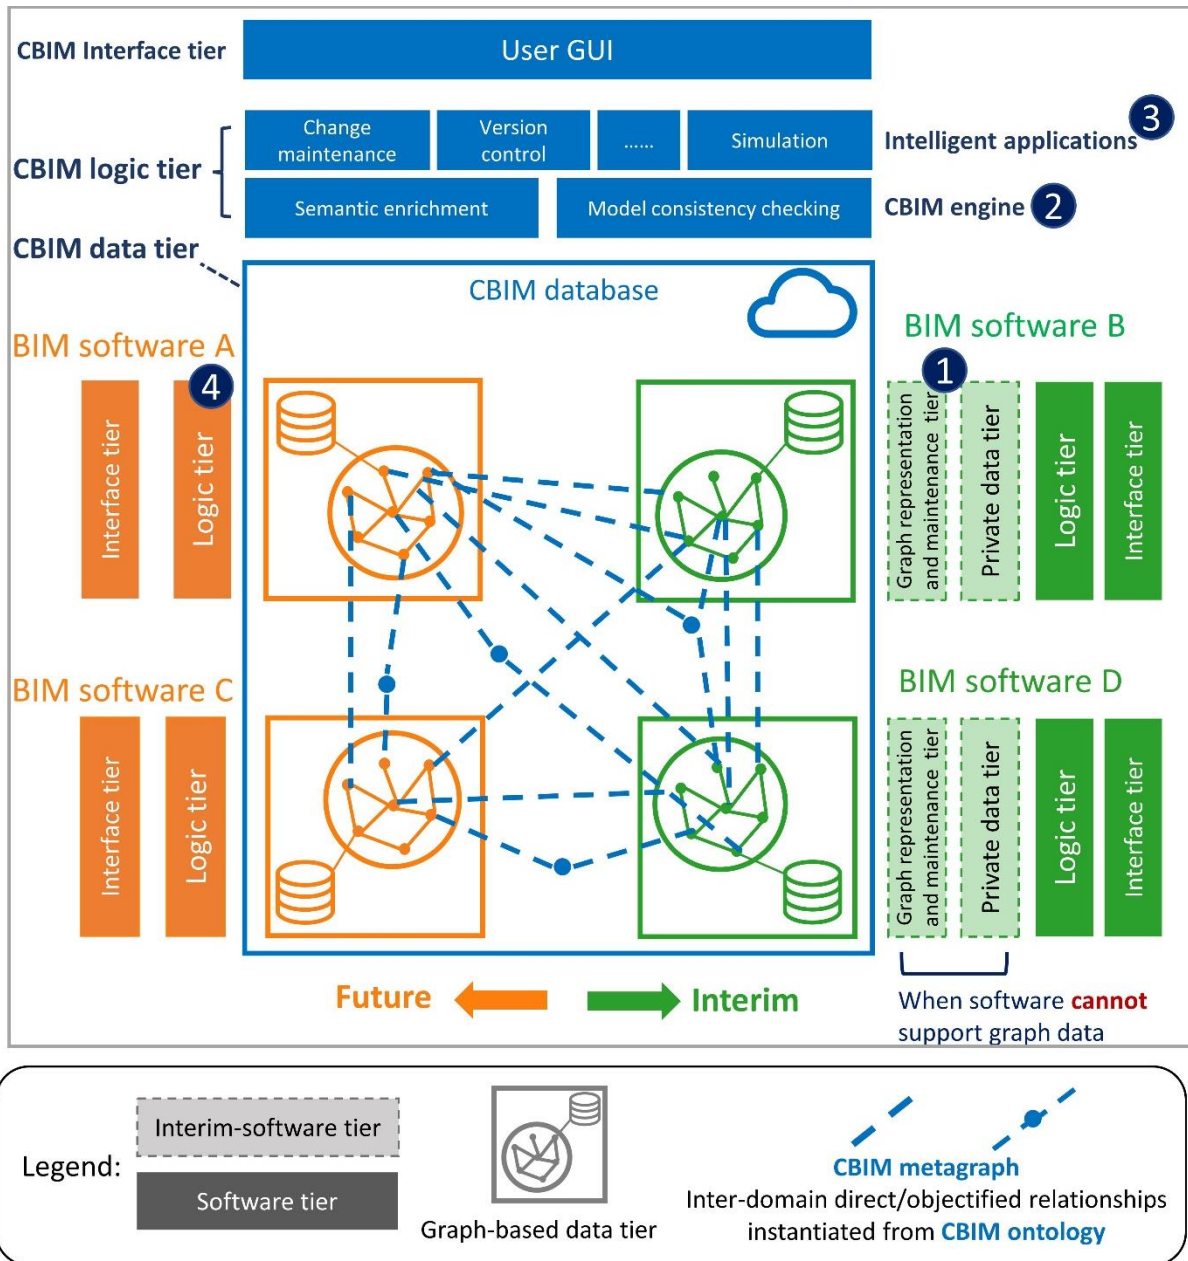 CBIM Interface tier
User GUI
CBIM logic tier
Change
maintenance
Version
control
......
Simulation
Intelligent applications
3
Semantic enrichment
Model consistency checking
CBIM engine
2
CBIM data tier
CBIM database
BIM software A
4
Interface tier
Logic tier
BIM software B
1
Graph representation
and maintenance tier
Private data tier
Logic tier
Interface tier
BIM software C
Interface tier
Logic tier
BIM software D
Graph representation
and maintenance tier
Private data tier
Logic tier
Interface tier
Future
Interim
When software cannot
support graph data
Legend:
Interim-software tier
Software tier
Graph-based data tier
CBIM metagraph
Inter-domain direct/objectified relationships
instantiated from CBIM ontology